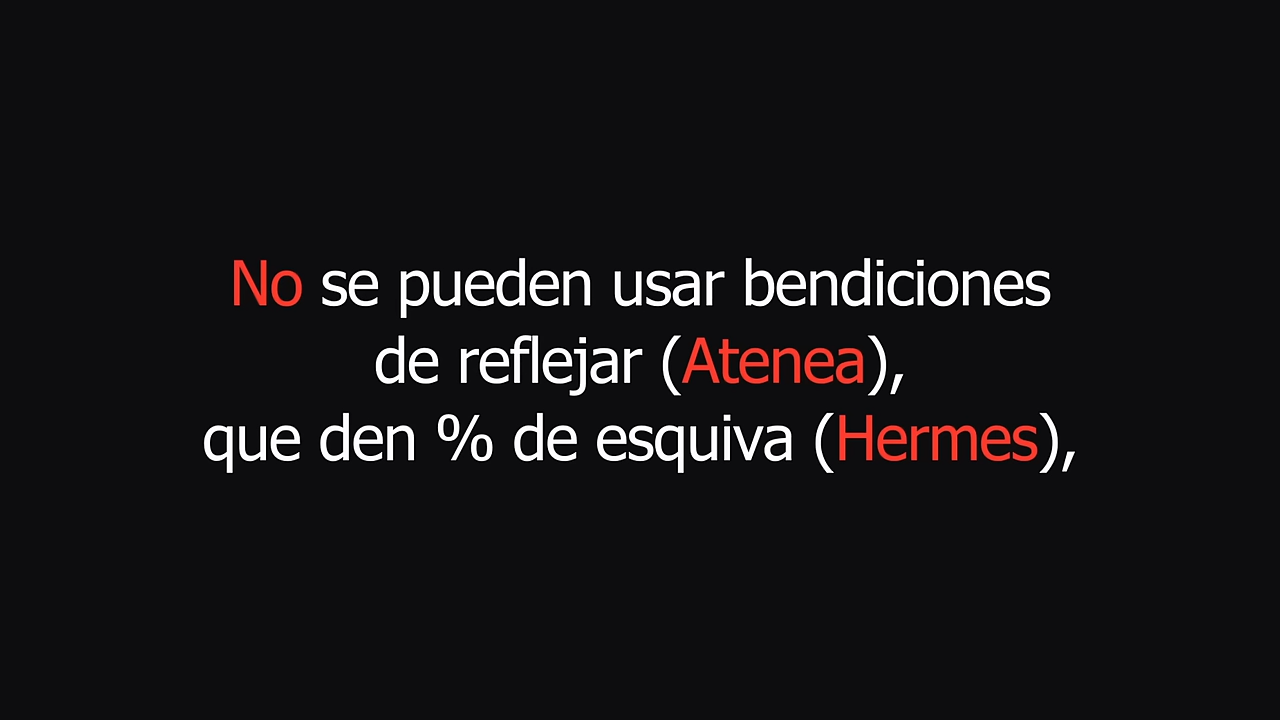 No se pueden usar bendiciones
de reflejar (Atenea),
que den % de esquiva (Hermes),